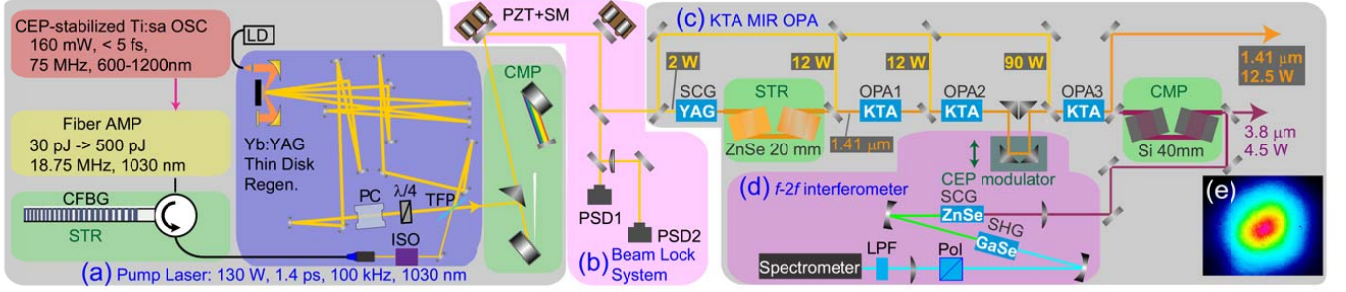 CEP-stabilized Ti:sa OSC
160 mW, < 5 fs,
75 MHz, 600-1200nm
Fiber AMP
30 pJ -> 500 pJ
18.75 MHz, 1030 nm
CFBG
STR
LD
Yb:YAG
Thin Disk
Regen.
PC
λ/4
TFP
ISO
CMP
(a) Pump Laser: 130 W, 1.4 ps, 100 kHz, 1030 nm
PZT+SM
PSD1
PSD2
(b) Beam Lock
System
(c) KTA MIR OPA
2 W
12 W
12 W
90 W
SCG
YAG
STR
ZnSe 20 mm
1.41 μm
OPA1
KTA
OPA2
KTA
OPA3
KTA
CMP
Si 40mm
1.41 μm
12.5 W
3.8 μm
4.5 W
CEP modulator
(d) f-2f interferometer
SCG
ZnSe
SHG
GaSe
Spectrometer
LPF
Pol
(e)